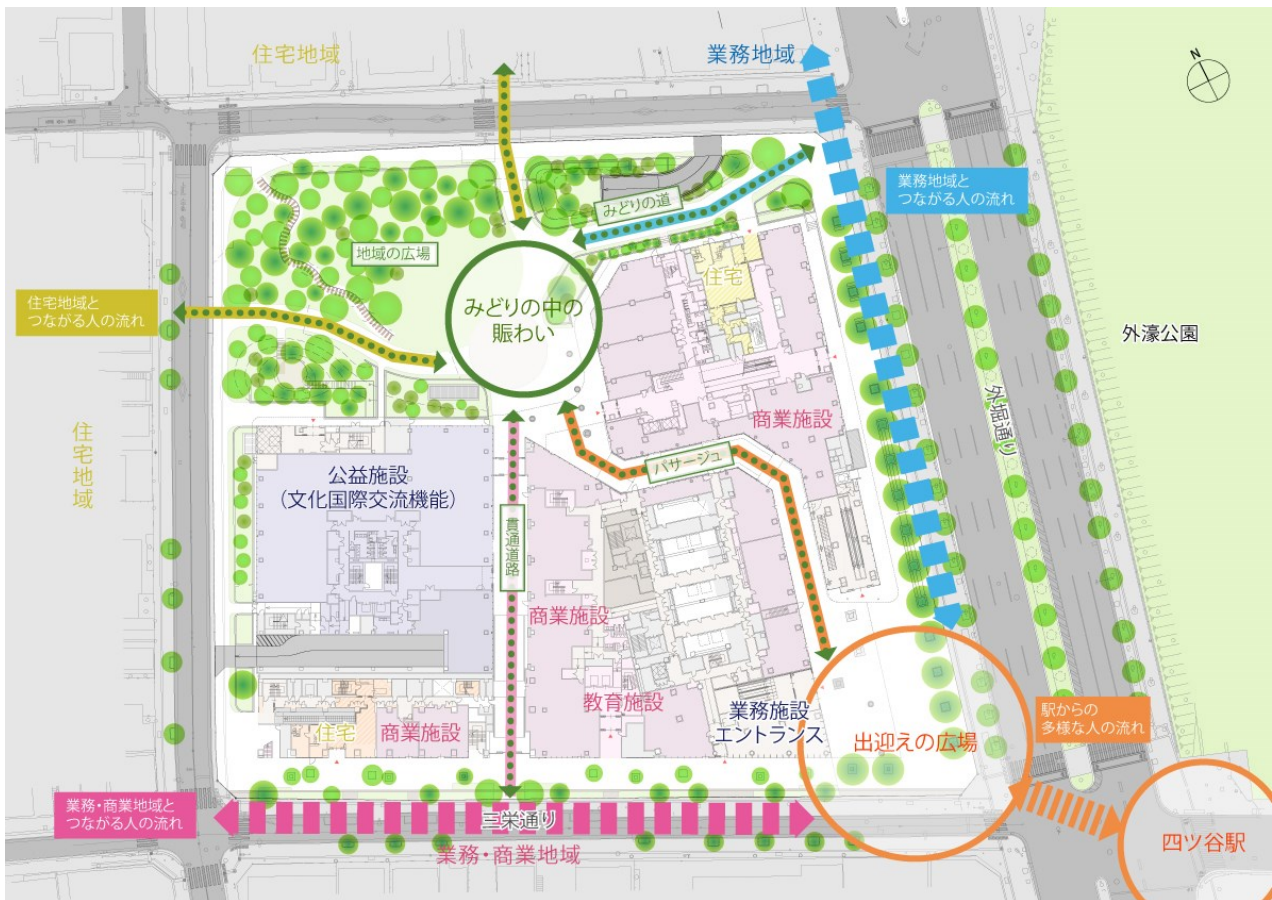 住宅地域
業務地域
N
業務地域と
つながる人の流れ
みどりの道
地域の広場
住宅
みどりの中の
賑わい
住宅地域と
つながる人の流れ
外濠公園
外堀通り
商業施設
住宅地域
パサージュ
公益施設
(文化国際交流機能)
貫通道路
商業施設
教育施設
業務施設
エントランス
住宅
商業施設
出迎えの広場
駅からの
多様な人の流れ
業務・商業地域と
つながる人の流れ
三栄通り
業務・商業地域
四ツ谷駅